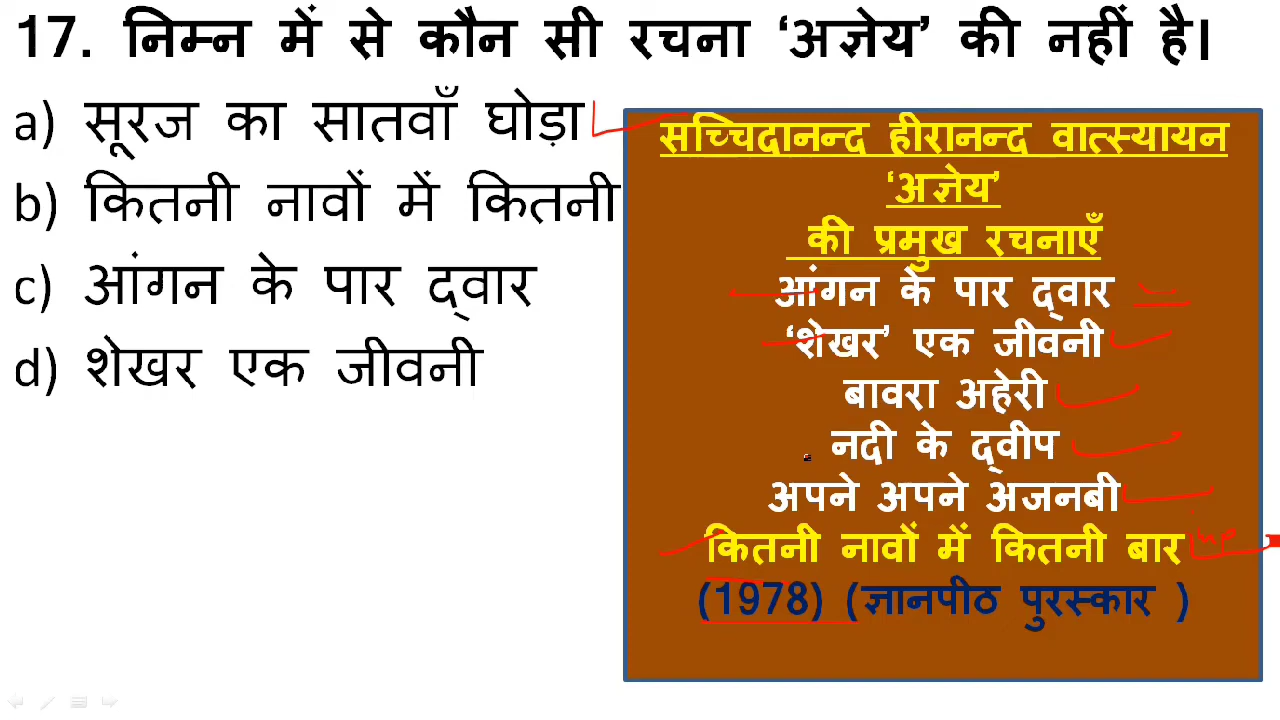 17. निम्न में से कौन सी रचना ‘अज्ञेय’ की नहीं है।
a) सूरज का सातवाँ घोड़ा
b) कितनी नावों में कितनी
c) आंगन के पार द्वार
d) शेखर एक जीवनी
सच्चिदानन्द हीरानन्द वात्स्यायन
‘अज्ञेय’
की प्रमुख रचनाएँ
आंगन के पार द्वार
‘शेखर’ एक जीवनी
बावरा अहेरी
नदी के द्वीप
अपने अपने अजनबी
कितनी नावों में कितनी बार
(1978) (ज्ञानपीठ पुरस्कार )